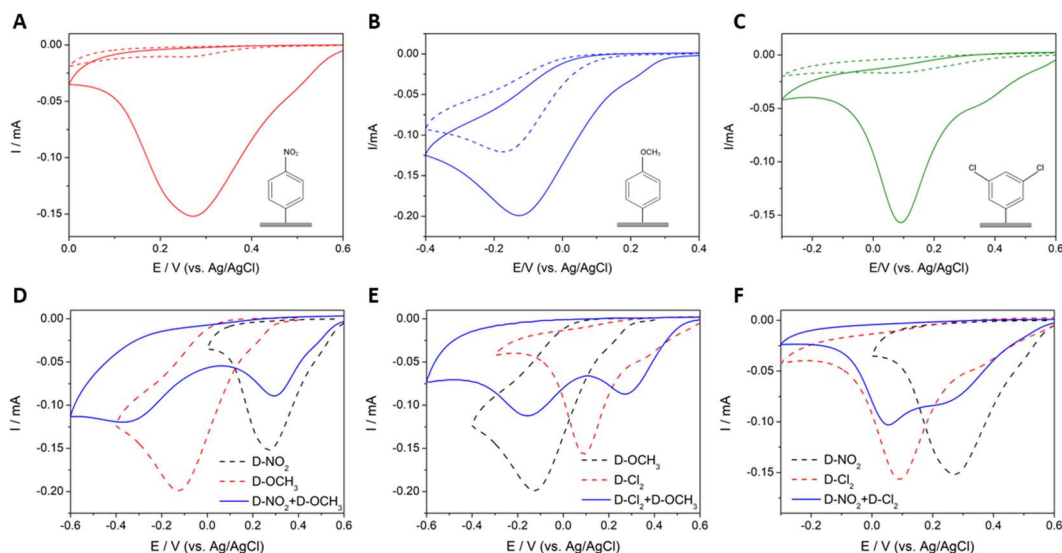 A
0.00
-0.05
-0.10
-0.15
I / mA
0.0 0.2 0.4 0.6
E / V (vs. Ag/AgCl)
NO2
B
0.00
-0.05
-0.10
-0.15
-0.20
I/mA
-0.4 -0.2 0.0 0.2 0.4
E/V (vs. Ag/AgCl)
OCH3
C
0.00
-0.05
-0.10
-0.15
I/mA
-0.2 0.0 0.2 0.4 0.6
E/V (vs. Ag/AgCl)
Cl Cl
D
0.00
-0.05
-0.10
-0.15
-0.20
I / mA
-0.6 -0.4 -0.2 0.0 0.2 0.4 0.6
E / V (vs. Ag/AgCl)
D-NO2
D-OCH3
D-NO2+D-OCH3
E
0.00
-0.05
-0.10
-0.15
-0.20
I / mA
-0.6 -0.4 -0.2 0.0 0.2 0.4 0.6
E / V (vs. Ag/AgCl)
D-OCH3
D-Cl2
D-Cl2+D-OCH3
F
0.00
-0.05
-0.10
-0.15
I / mA
-0.2 0.0 0.2 0.4 0.6
E / V (vs. Ag/AgCl)
D-NO2
D-Cl2
D-NO2+D-Cl2